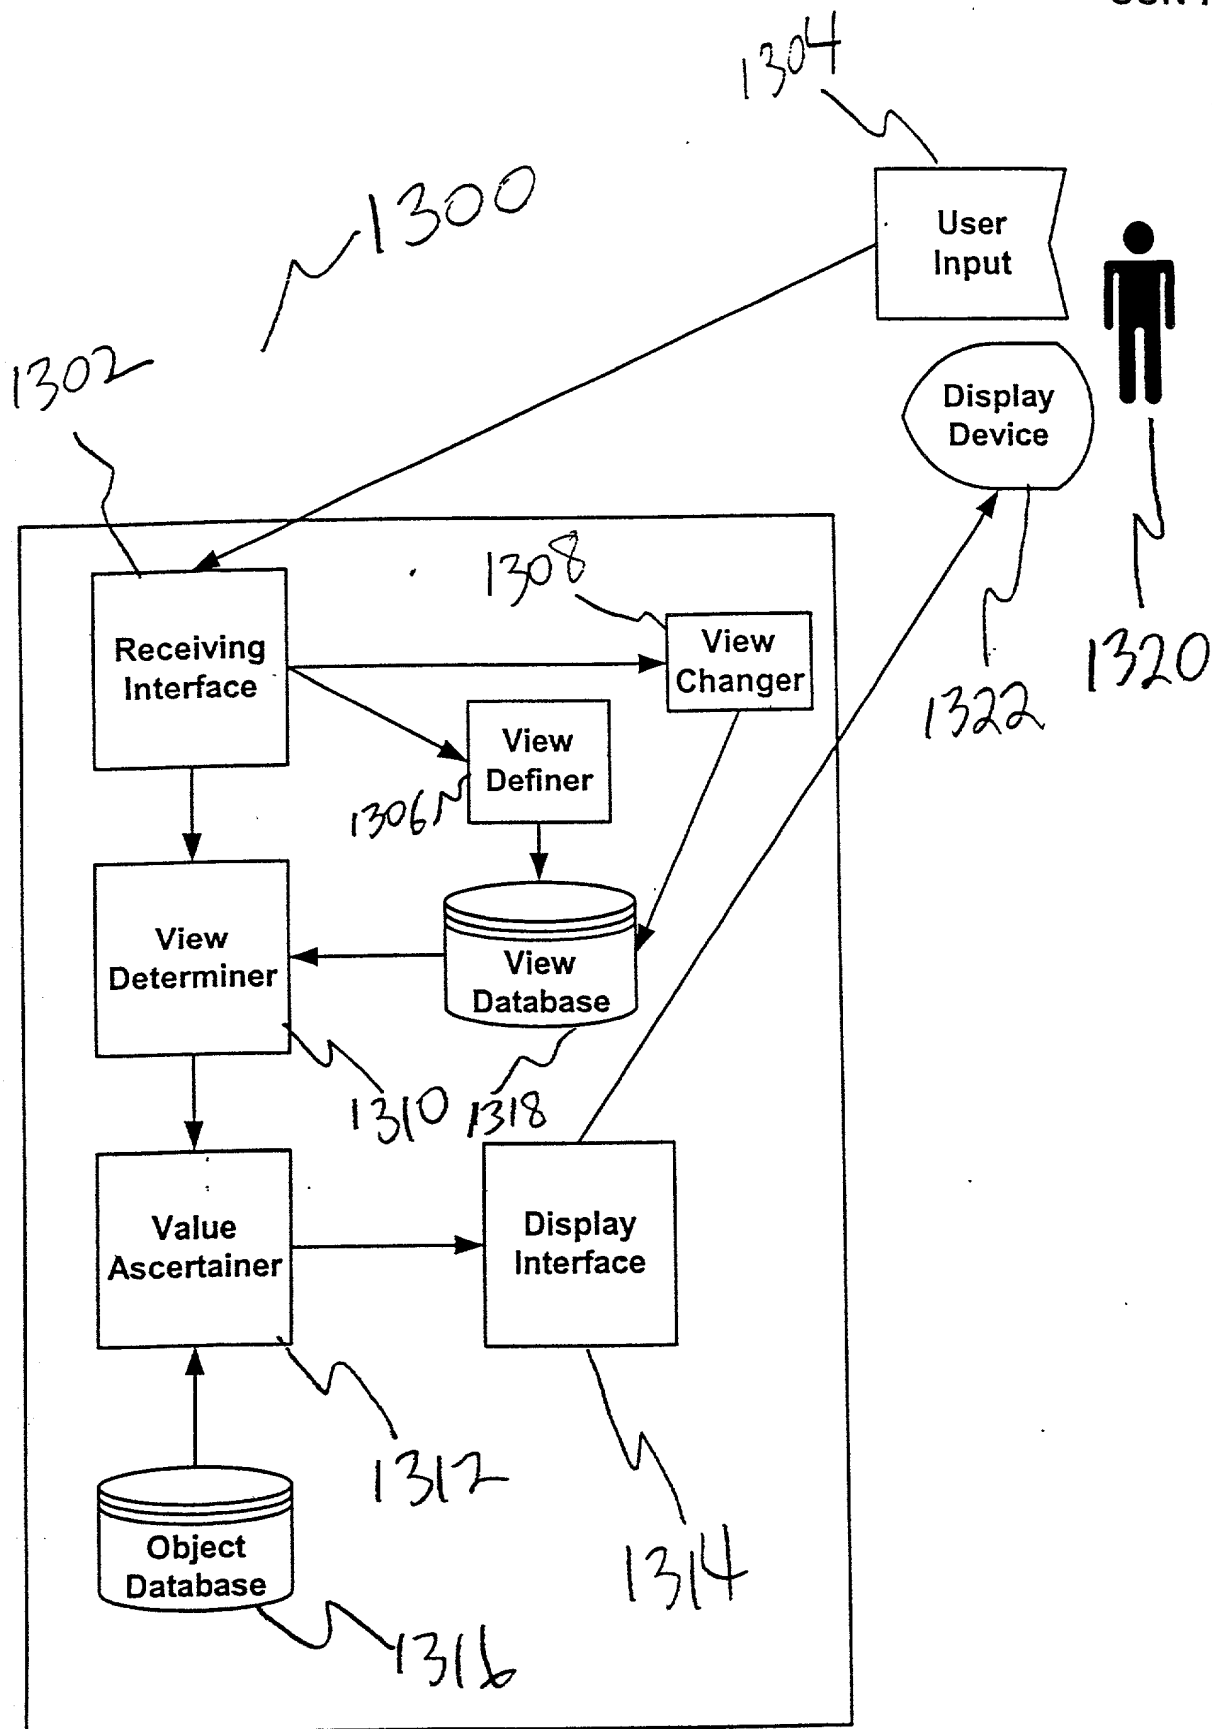 1304
1300
User
Input
1302
Display
Device
1308
Receiving
Interface
View
Changer
1320
1322
View
Definer
1306
View
Determiner
View
Database
1310
1318
Value
Ascertainer
Display
Interface
1312
Object
Database
1314
1316